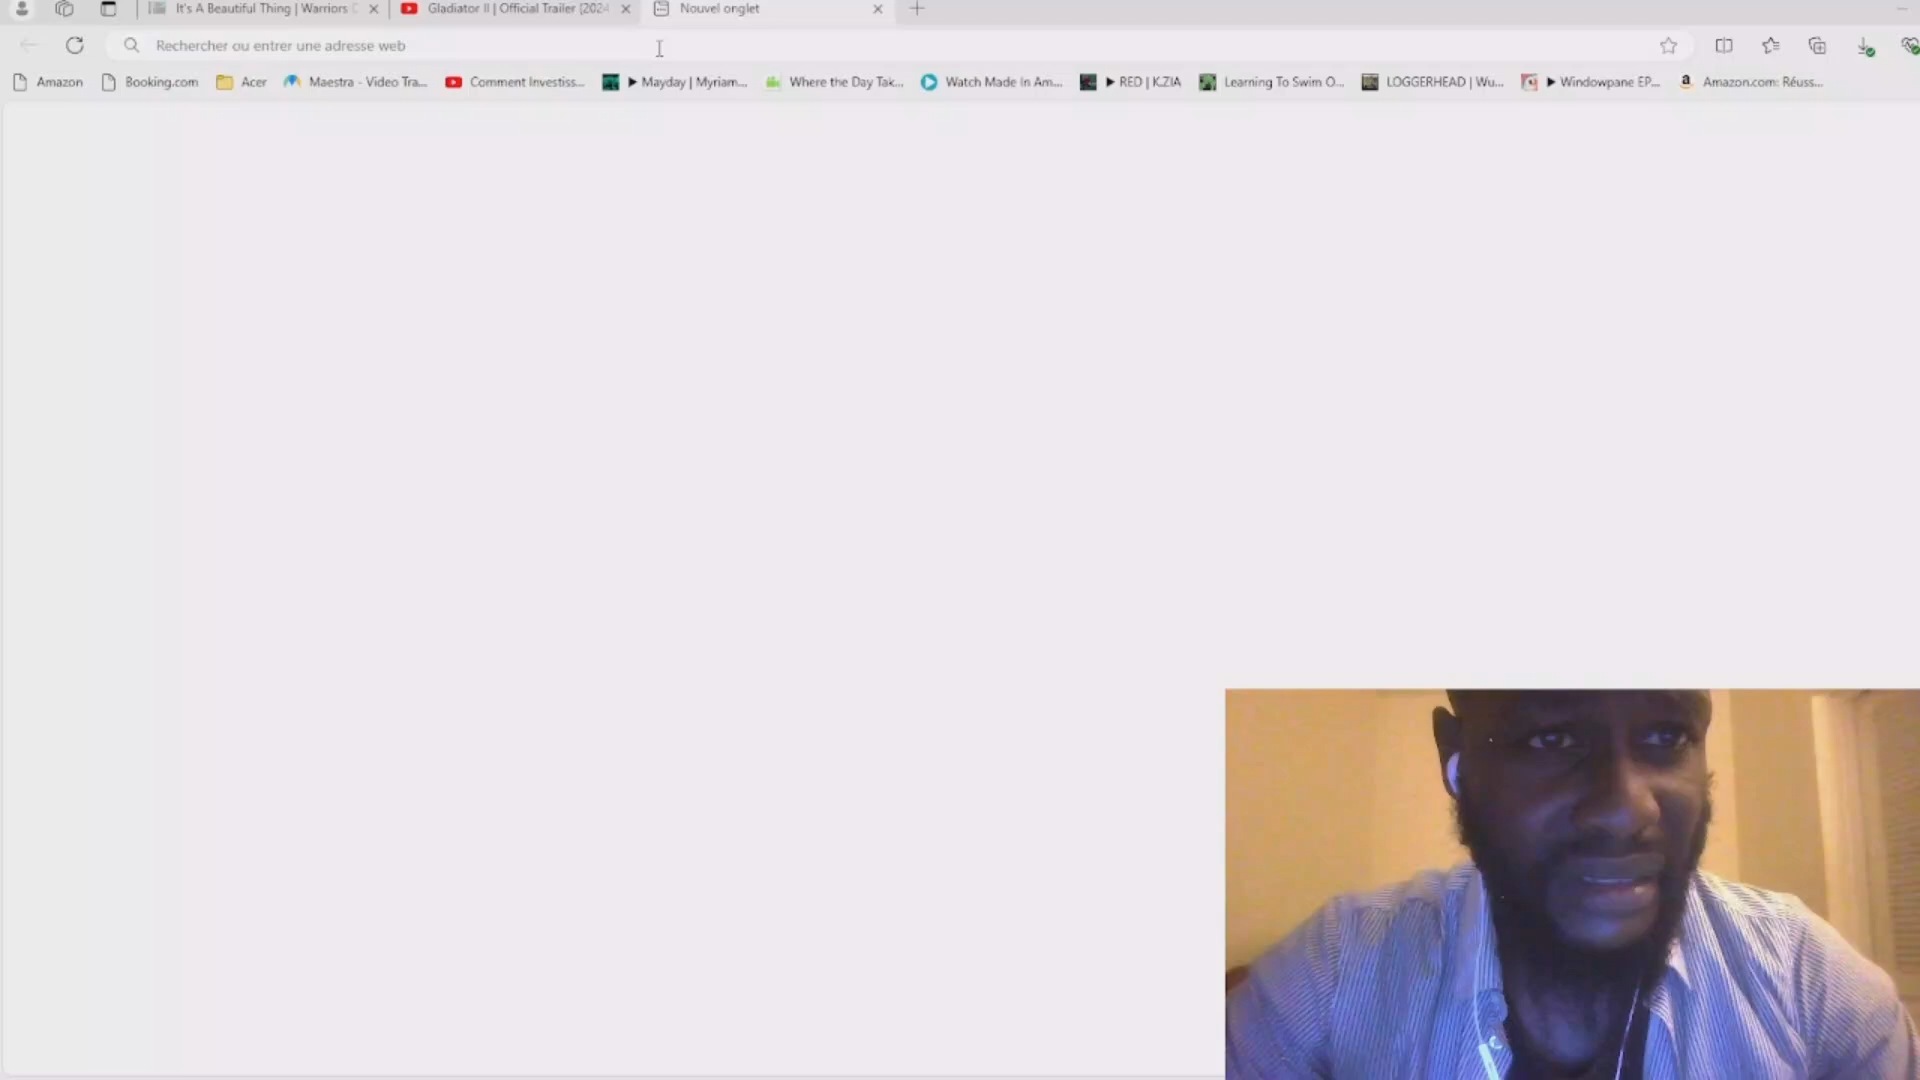 It's A Beautiful Thing | Warriors
Gladiator II | Official Trailer (2024
Nouvel onglet
Rechercher ou entrer une adresse web
Amazon
Booking.com
Acer
Maestra - Video Tra...
Comment Investiss...
▶ Mayday | Myriam...
Where the Day Tak...
Watch Made In Am...
▶ RED | K.ZIA
Learning To Swim O...
LOGGERHEAD | Wu...
▶ Windowpane EP...
Amazon.com: Réuss...